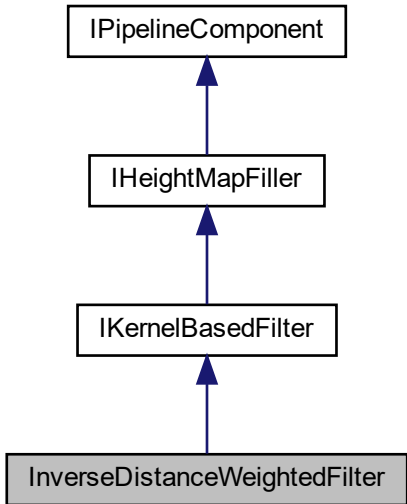 IPipelineComponent
IHeightMapFiller
IKernelBasedFilter
InverseDistanceWeightedFilter